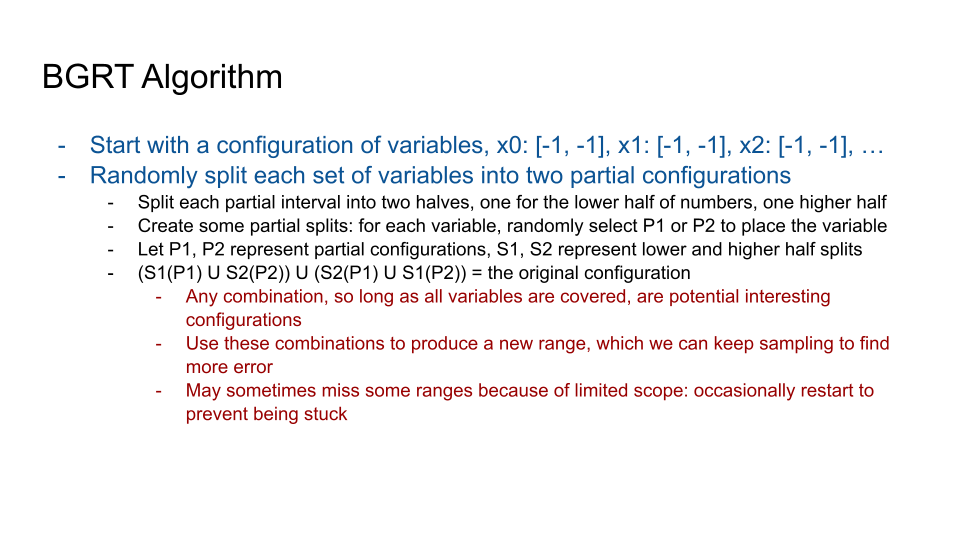 BGRT Algorithm
- Start with a configuration of variables, x0: [-1, -1], x1: [-1, -1], x2: [-1, -1], …
- Randomly split each set of variables into two partial configurations
- Split each partial interval into two halves, one for the lower half of numbers, one higher half
- Create some partial splits: for each variable, randomly select P1 or P2 to place the variable
- Let P1, P2 represent partial configurations, S1, S2 represent lower and higher half splits
- (S1(P1) U S2(P2)) U (S2(P1) U S1(P2)) = the original configuration
- Any combination, so long as all variables are covered, are potential interesting
configurations
- Use these combinations to produce a new range, which we can keep sampling to find
more error
- May sometimes miss some ranges because of limited scope: occasionally restart to
prevent being stuck